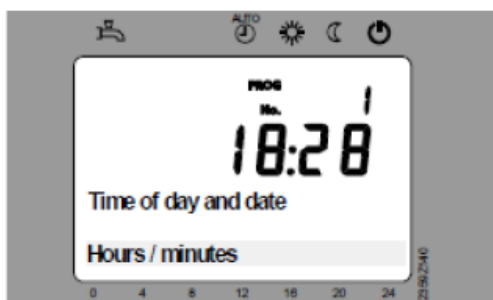 AUTO
PROG
No. 1
18:28
Time of day and date
Hours / minutes
0 4 8 12 16 20 24